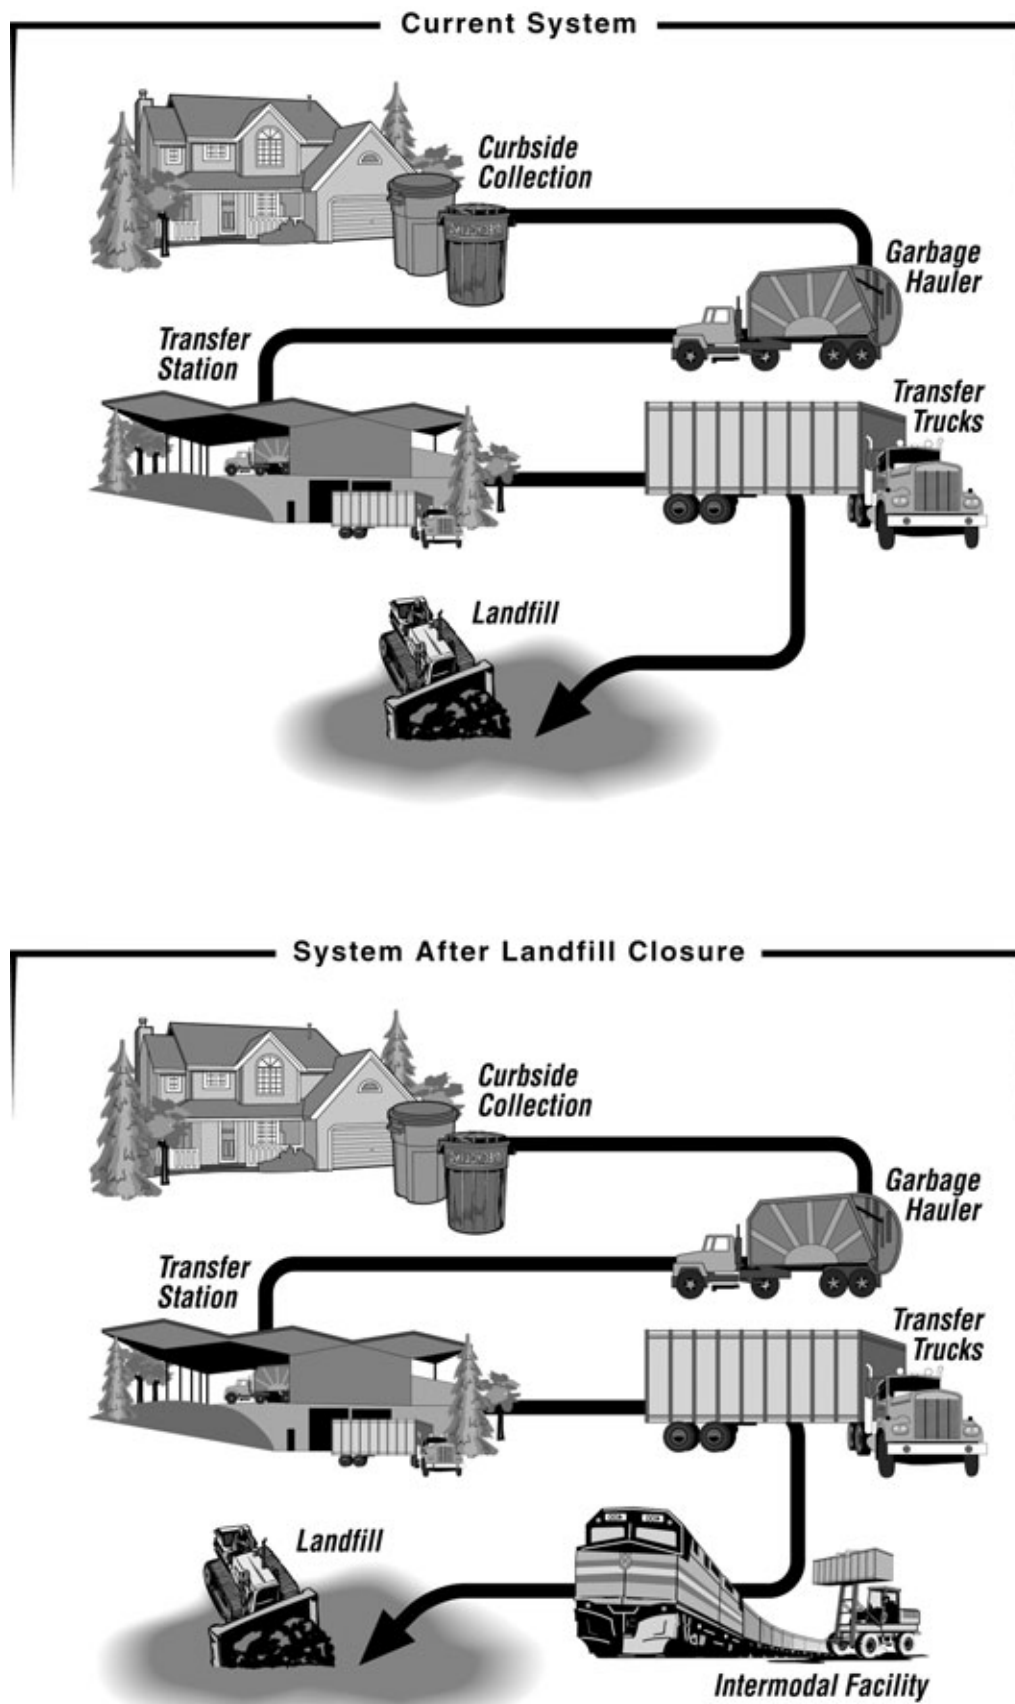 Current System
Curbside
Collection
Garbage
Hauler
Transfer
Station
Transfer
Trucks
Landfill
System After Landfill Closure
Curbside
Collection
Garbage
Hauler
Transfer
Station
Transfer
Trucks
Landfill
Intermodal Facility